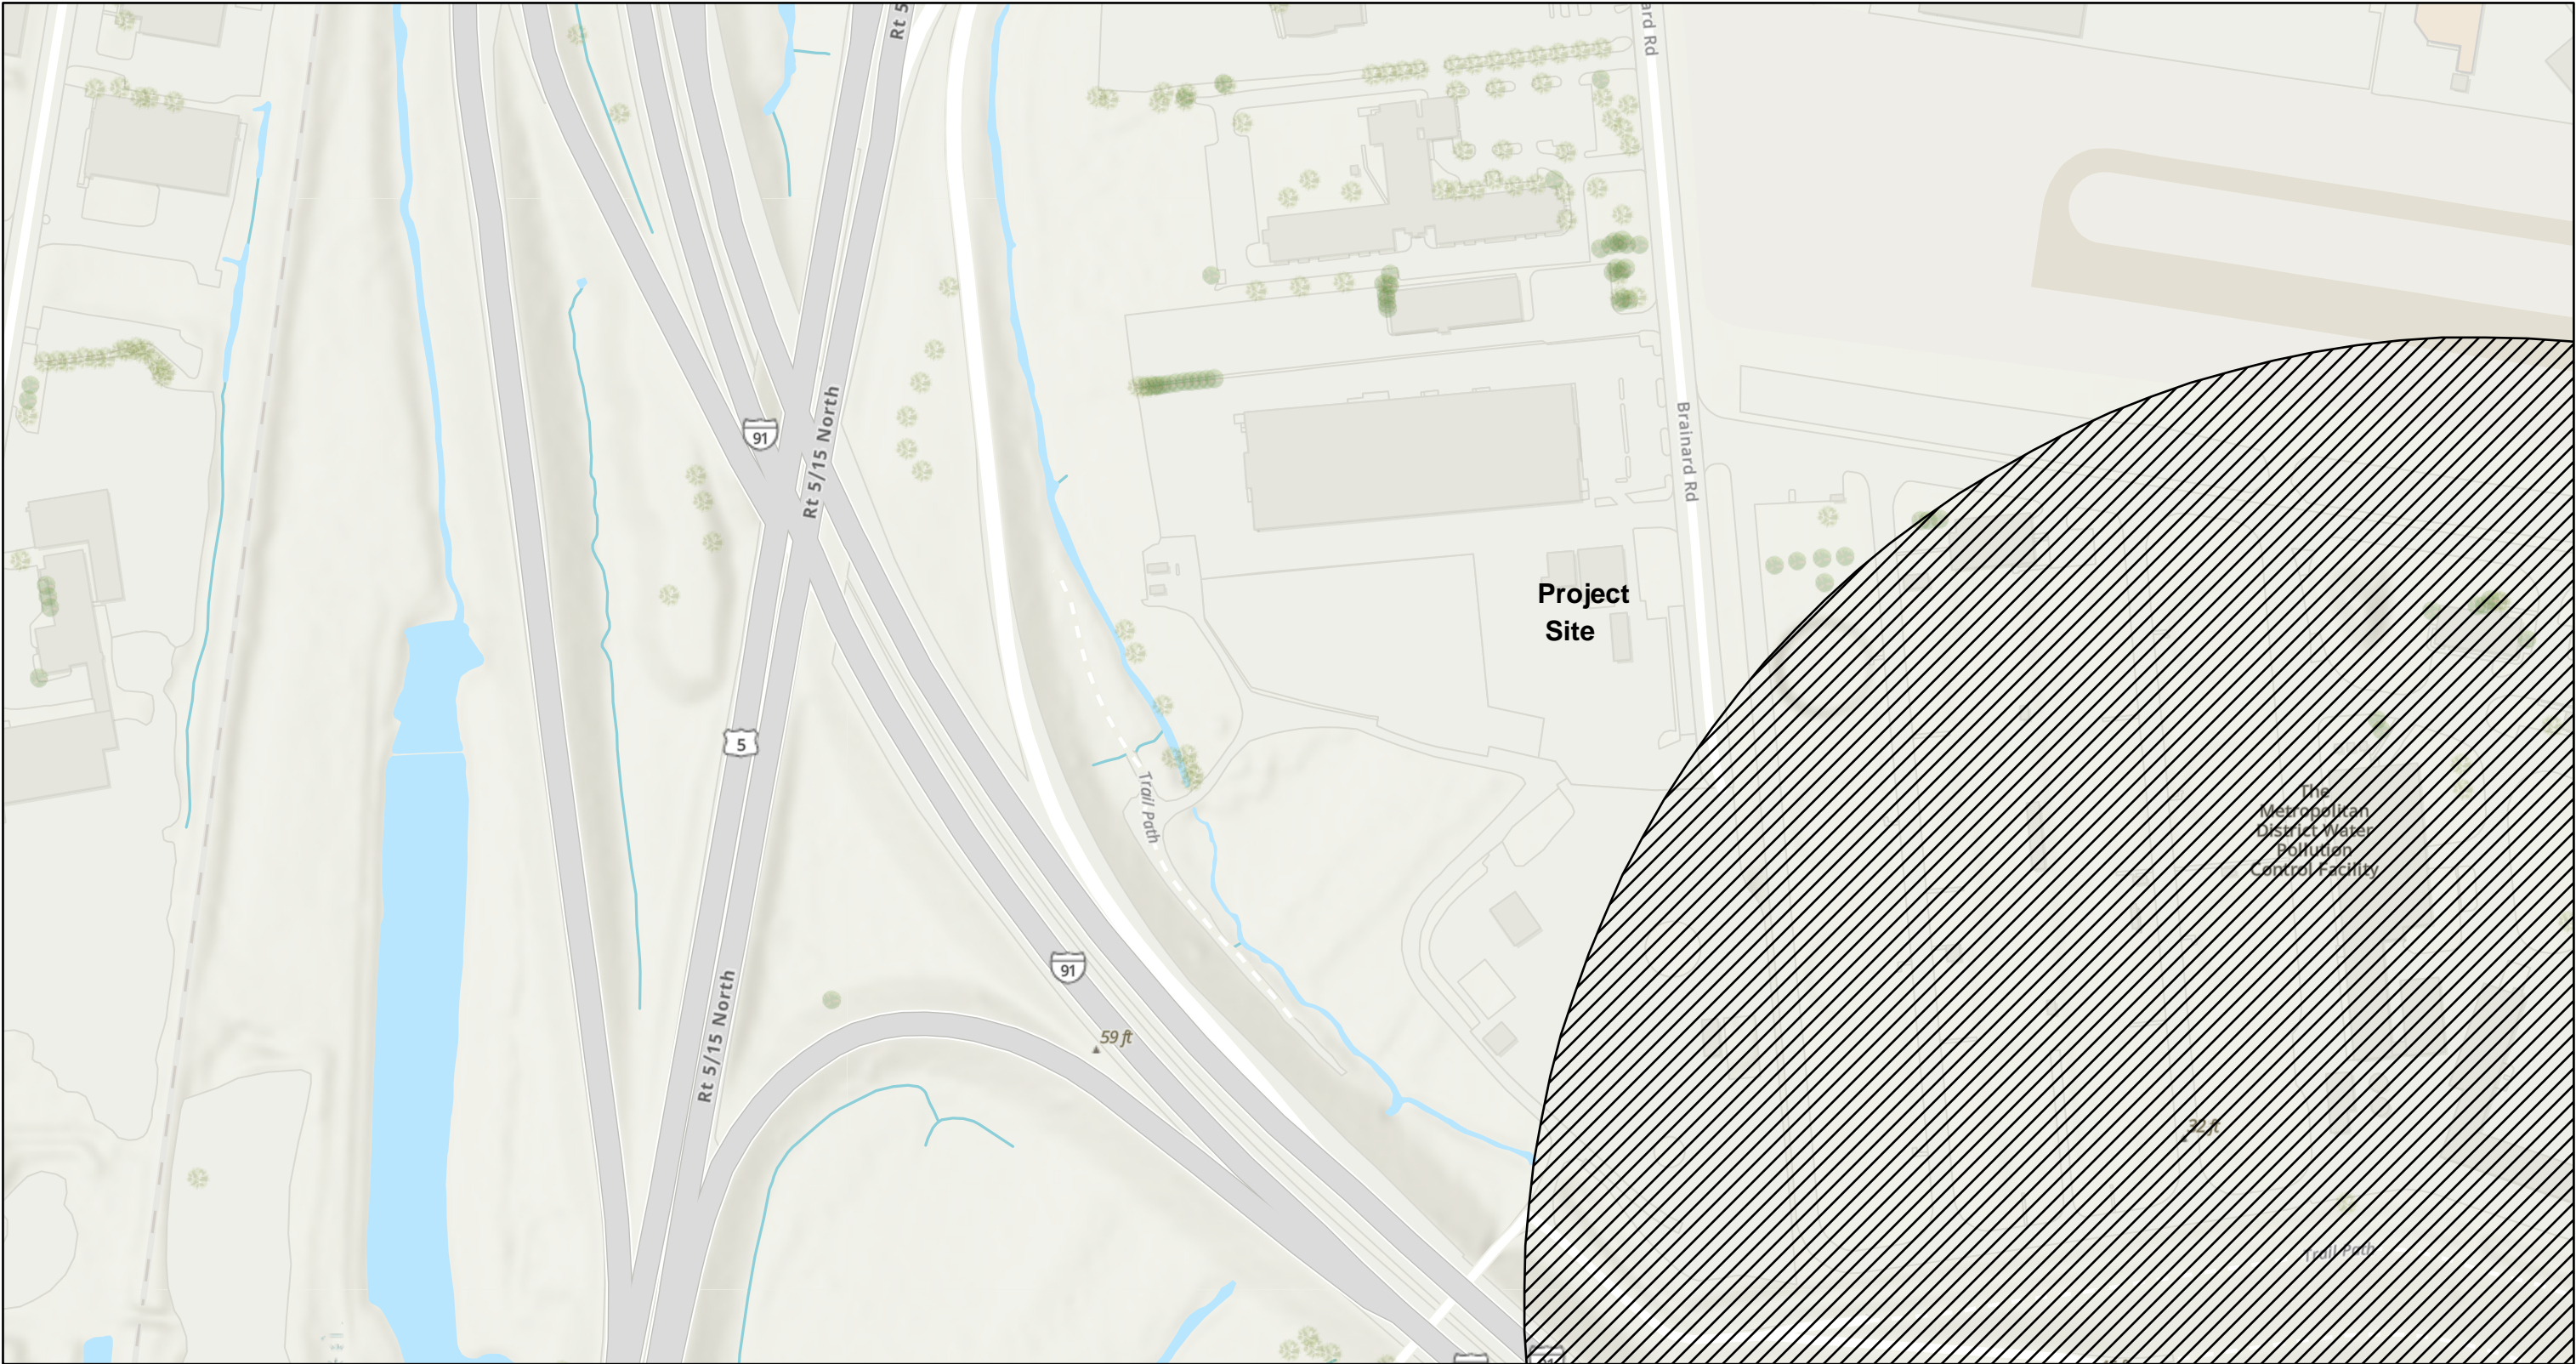 Rt 5
ard Rd
Rt 5/15 North
91
Brainard Rd
Project
Site
5
Trail Path
The
Metropolitan
District Water
Pollution
Control Facility
91
Rt 5/15 North
59 ft
32 ft
Trail Path
91